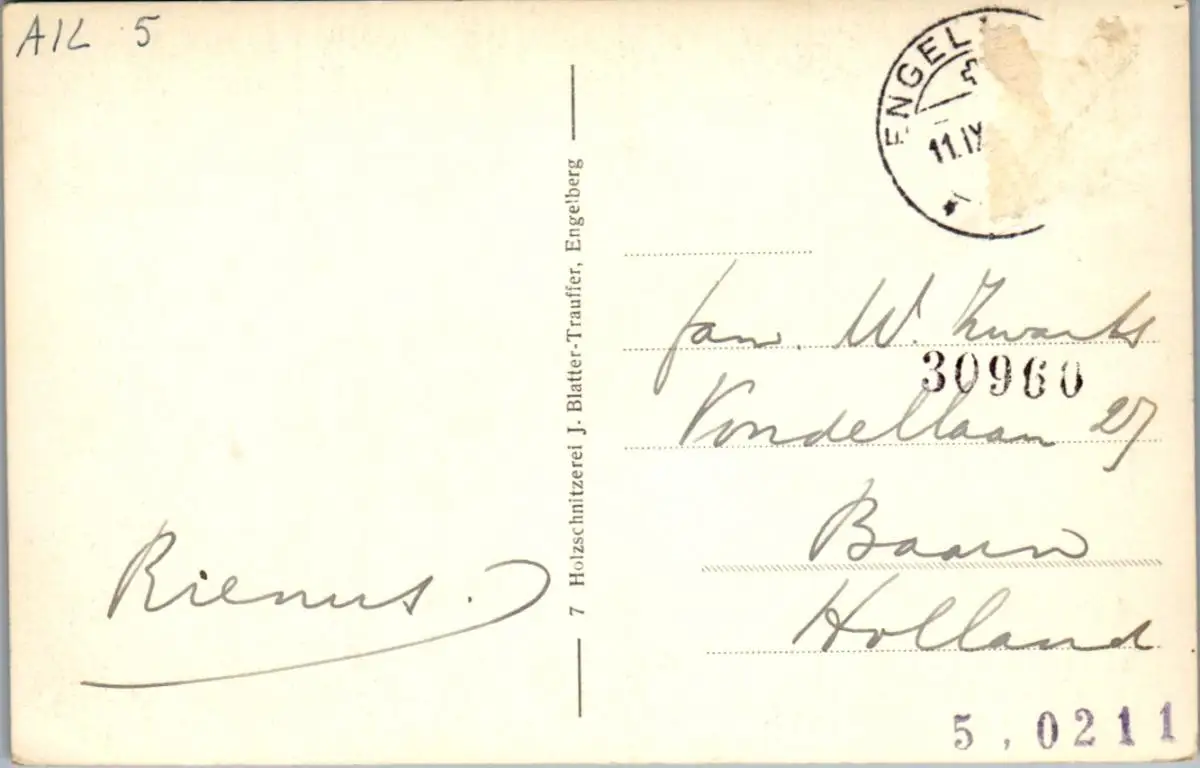 AIL 5
ENGEL
11.IX
7 Holzschnitzerei J. Blatter-Trauffer, Engelberg
fam. W. Zwarts
30960
Vondellaan 27
Baarn
Holland
Rienus.
5,0211